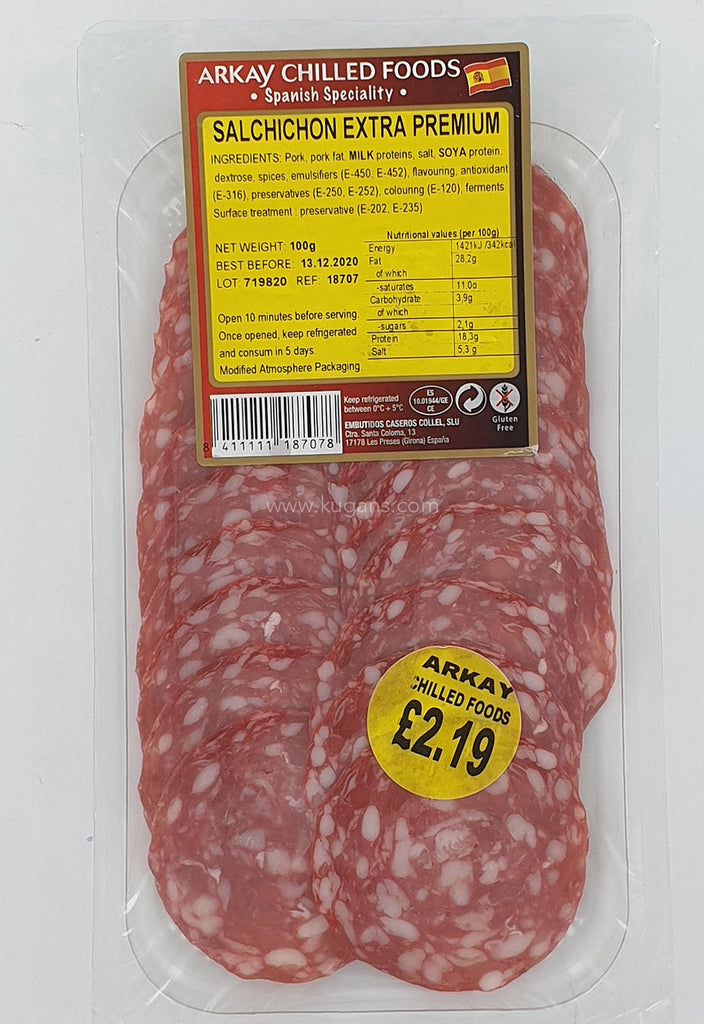 ARKAY CHILLED FOODS
• Spanish Speciality •
SALCHICHON EXTRA PREMIUM
INGREDIENTS: Pork, pork fat, MILK proteins, salt, SOYA protein,
dextrose, spices, emulsifiers (E-450, E-452), flavouring, antioxidant
(E-316), preservatives (E-250, E-252), colouring (E-120), ferments
Surface treatment : preservative (E-202, E-235)
NET WEIGHT: 100g
BEST BEFORE: 13.12.2020
LOT: 719820 REF: 18707
Open 10 minutes before serving.
Once opened, keep refrigerated
and consum in 5 days.
Modified Atmosphere Packaging.
Nutritional values (per 100g)
Energy 1421kJ /342kcal
Fat 28,2g
of which
-saturates 11,0g
Carbohydrate 3,9g
of which
-sugars 2,1g
Protein 18,3g
Salt 5,3 g
8 411111 187078
Keep refrigerated
between 0°C + 5°C
ES
10.01944/GE
CE
Gluten
Free
EMBUTIDOS CASEROS COLLEL, SLU
Ctra. Santa Coloma, 13
17178 Les Preses (Girona) España
www.kugans.com
ARKAY
CHILLED FOODS
£2.19